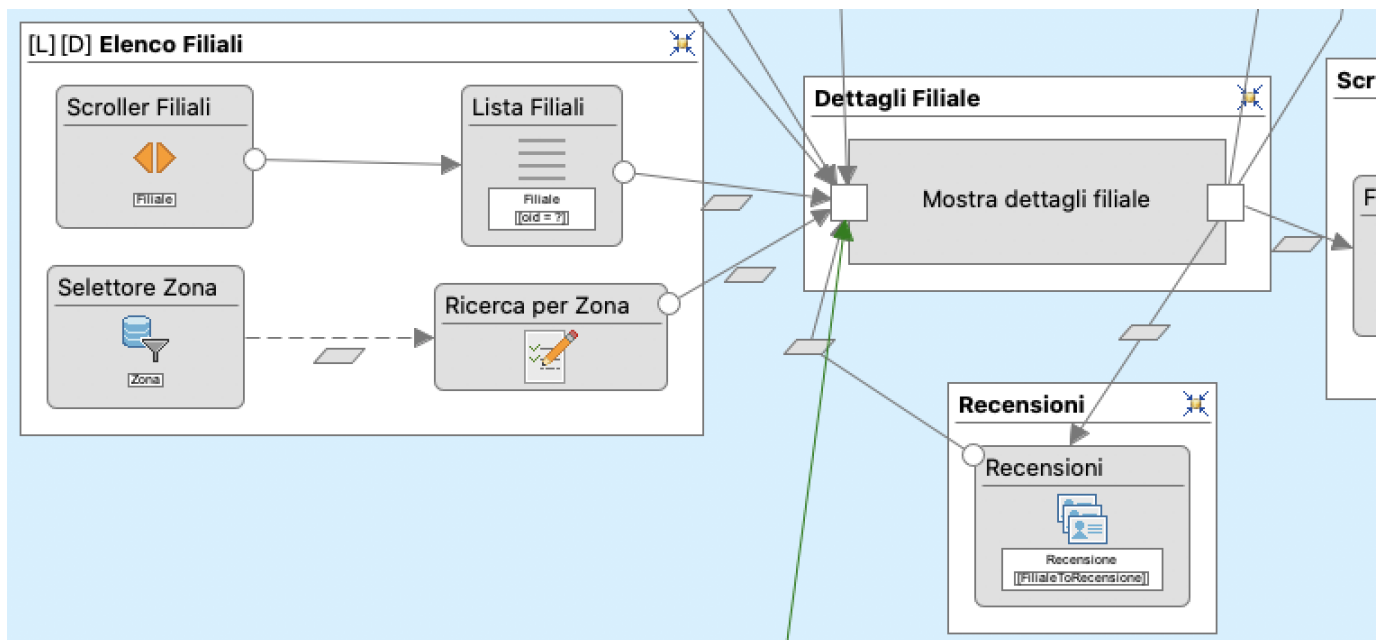 [L] [D] Elenco Filiali
Scroller Filiali
Filiale
Lista Filiali
Filiale
[oid = ?]
Selettore Zona
Zona
Ricerca per Zona
Dettagli Filiale
Mostra dettagli filiale
Recensioni
Recensioni
Recensione
[FilialeToRecensione]
Scr
F